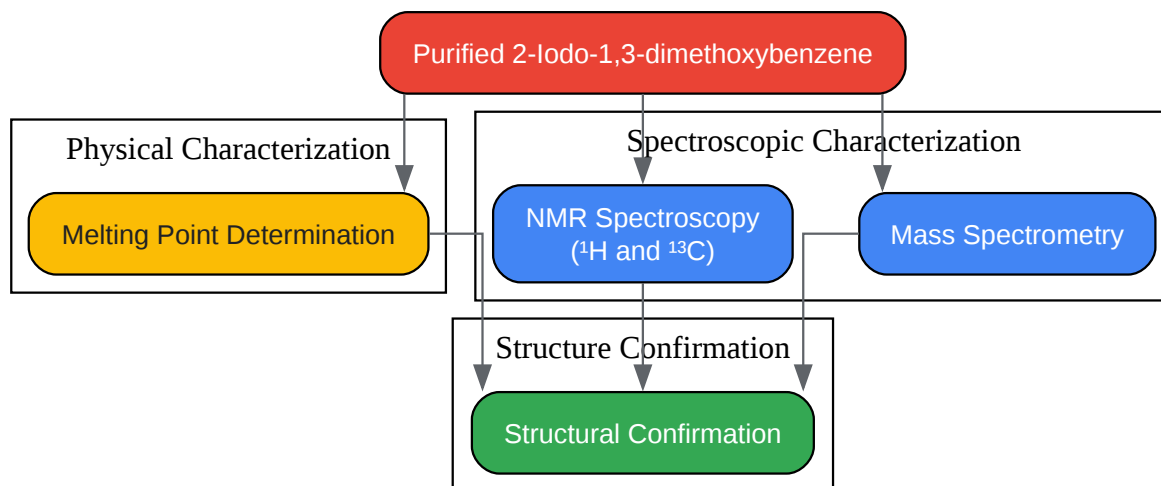 Purified 2-Iodo-1,3-dimethoxybenzene
Physical Characterization
Spectroscopic Characterization
Melting Point Determination
NMR Spectroscopy
(¹H and ¹³C)
Mass Spectrometry
Structure Confirmation
Structural Confirmation